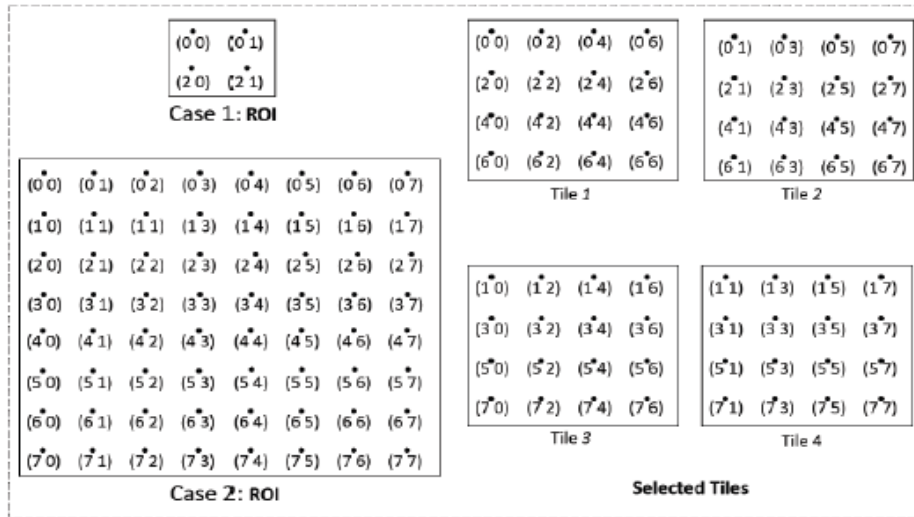 (0 0) (0 1)
(2 0) (2 1)
Case 1: ROI
(0 0) (0 1) (0 2) (0 3) (0 4) (0 5) (0 6) (0 7)
(1 0) (1 1) (1 1) (1 3) (1 4) (1 5) (1 6) (1 7)
(2 0) (2 1) (2 2) (2 3) (2 4) (2 5) (2 6) (2 7)
(3 0) (3 1) (3 2) (3 3) (3 4) (3 5) (3 6) (3 7)
(4 0) (4 1) (4 2) (4 3) (4 4) (4 5) (4 6) (4 7)
(5 0) (5 1) (5 2) (5 3) (5 4) (5 5) (5 6) (5 7)
(6 0) (6 1) (6 2) (6 3) (6 4) (6 5) (6 6) (6 7)
(7 0) (7 1) (7 2) (7 3) (7 4) (7 5) (7 6) (7 7)
Case 2: ROI
(0 0) (0 2) (0 4) (0 6)
(2 0) (2 2) (2 4) (2 6)
(4 0) (4 2) (4 4) (4 6)
(6 0) (6 2) (6 4) (6 6)
Tile 1
(0 1) (0 3) (0 5) (0 7)
(2 1) (2 3) (2 5) (2 7)
(4 1) (4 3) (4 5) (4 7)
(6 1) (6 3) (6 5) (6 7)
Tile 2
(1 0) (1 2) (1 4) (1 6)
(3 0) (3 2) (3 4) (3 6)
(5 0) (5 2) (5 4) (5 6)
(7 0) (7 2) (7 4) (7 6)
Tile 3
(1 1) (1 3) (1 5) (1 7)
(3 1) (3 3) (3 5) (3 7)
(5 1) (5 3) (5 5) (5 7)
(7 1) (7 3) (7 5) (7 7)
Tile 4
Selected Tiles